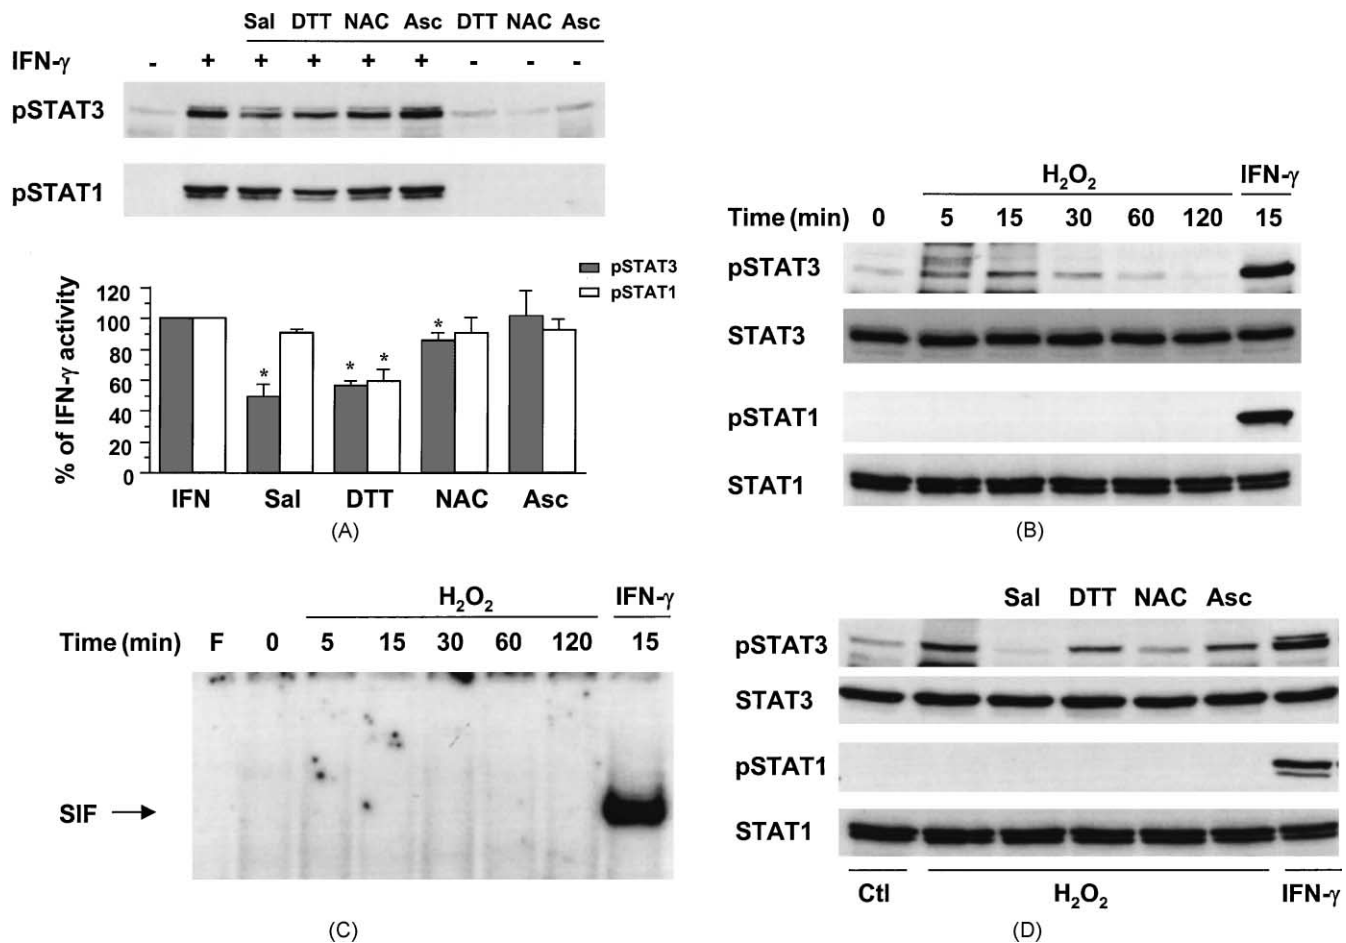 Sal DTT NAC Asc DTT NAC Asc
IFN-γ - + + + + + - - -
pSTAT3
pSTAT1
pSTAT3
pSTAT1
% of IFN-γ activity
120
100
80
60
40
20
0
* * * *
IFN Sal DTT NAC Asc
(A)
H₂O₂ IFN-γ
Time (min) 0 5 15 30 60 120 15
pSTAT3
STAT3
pSTAT1
STAT1
(B)
H₂O₂ IFN-γ
Time (min) F 0 5 15 30 60 120 15
SIF
(C)
Sal DTT NAC Asc
pSTAT3
STAT3
pSTAT1
STAT1
Ctl H₂O₂ IFN-γ
(D)